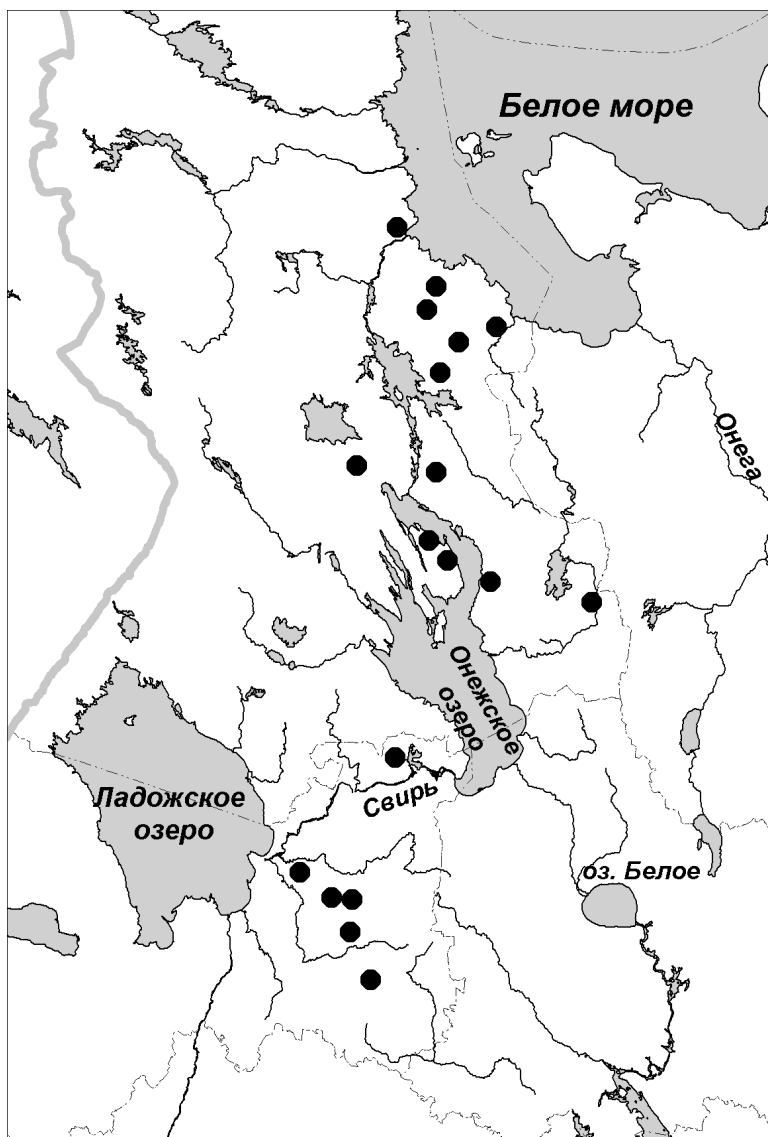 Белое море
Онега
Онежское
озеро
Ладожское
озеро
Свирь
оз. Белое